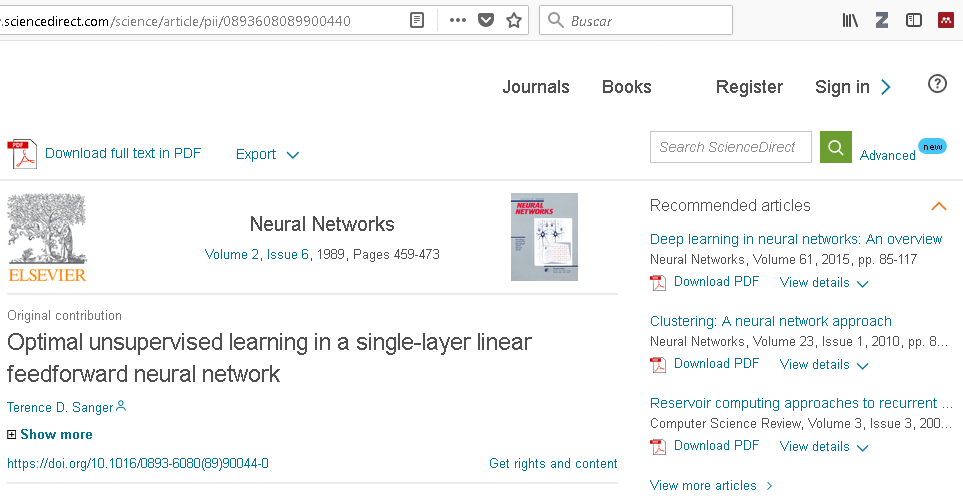 .sciencedirect.com/science/article/pii/0893608089900440
Buscar
Journals Books Register Sign in ?
PDF Download full text in PDF Export
Search ScienceDirect Advanced new
ELSEVIER
Neural Networks
Volume 2, Issue 6, 1989, Pages 459-473
NEURAL NETWORKS
Original contribution
Optimal unsupervised learning in a single-layer linear
feedforward neural network
Terence D. Sanger
Show more
https://doi.org/10.1016/0893-6080(89)90044-0 Get rights and content
Recommended articles
Deep learning in neural networks: An overview
Neural Networks, Volume 61, 2015, pp. 85-117
Download PDF View details
Clustering: A neural network approach
Neural Networks, Volume 23, Issue 1, 2010, pp. 8...
Download PDF View details
Reservoir computing approaches to recurrent ...
Computer Science Review, Volume 3, Issue 3, 200...
Download PDF View details
View more articles